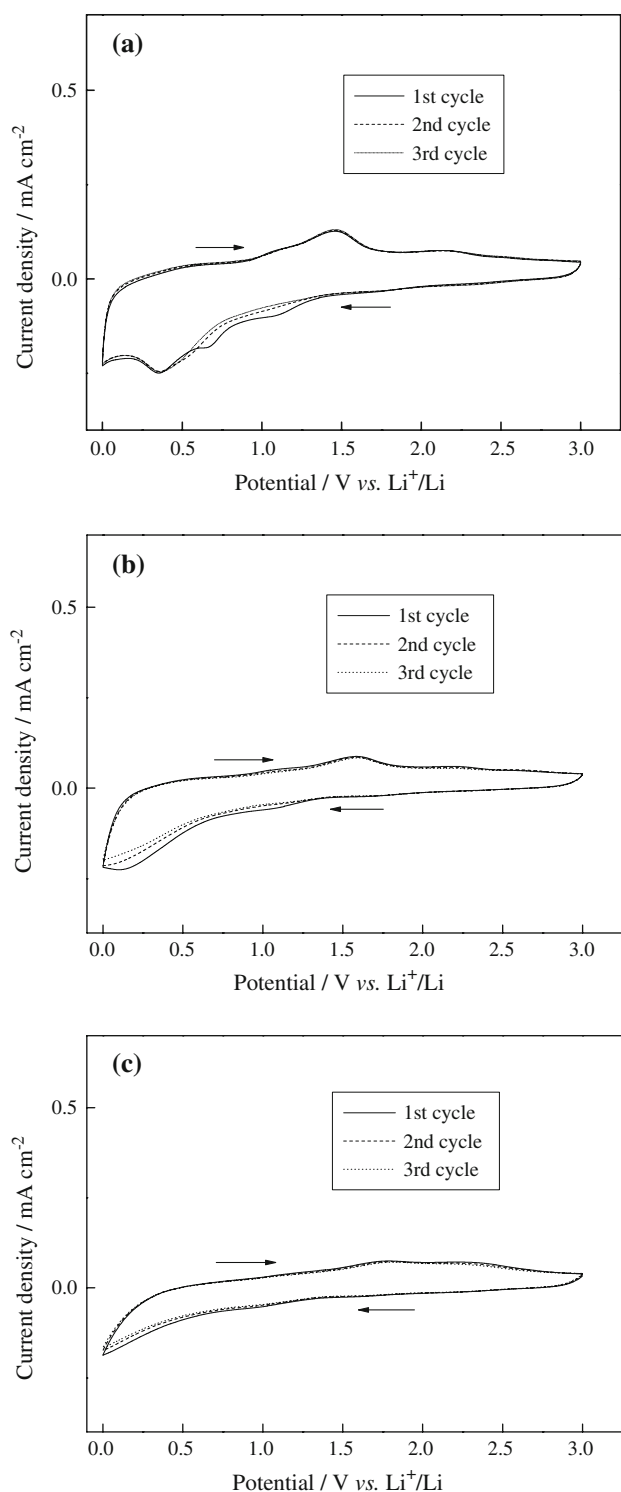 (a)
1st cycle
2nd cycle
3rd cycle
0.5
0.0
Current density / mA cm⁻²
0.0 0.5 1.0 1.5 2.0 2.5 3.0
Potential / V vs. Li⁺/Li
(b)
1st cycle
2nd cycle
3rd cycle
0.5
0.0
Current density / mA cm⁻²
0.0 0.5 1.0 1.5 2.0 2.5 3.0
Potential / V vs. Li⁺/Li
(c)
1st cycle
2nd cycle
3rd cycle
0.5
0.0
Current density / mA cm⁻²
0.0 0.5 1.0 1.5 2.0 2.5 3.0
Potential / V vs. Li⁺/Li